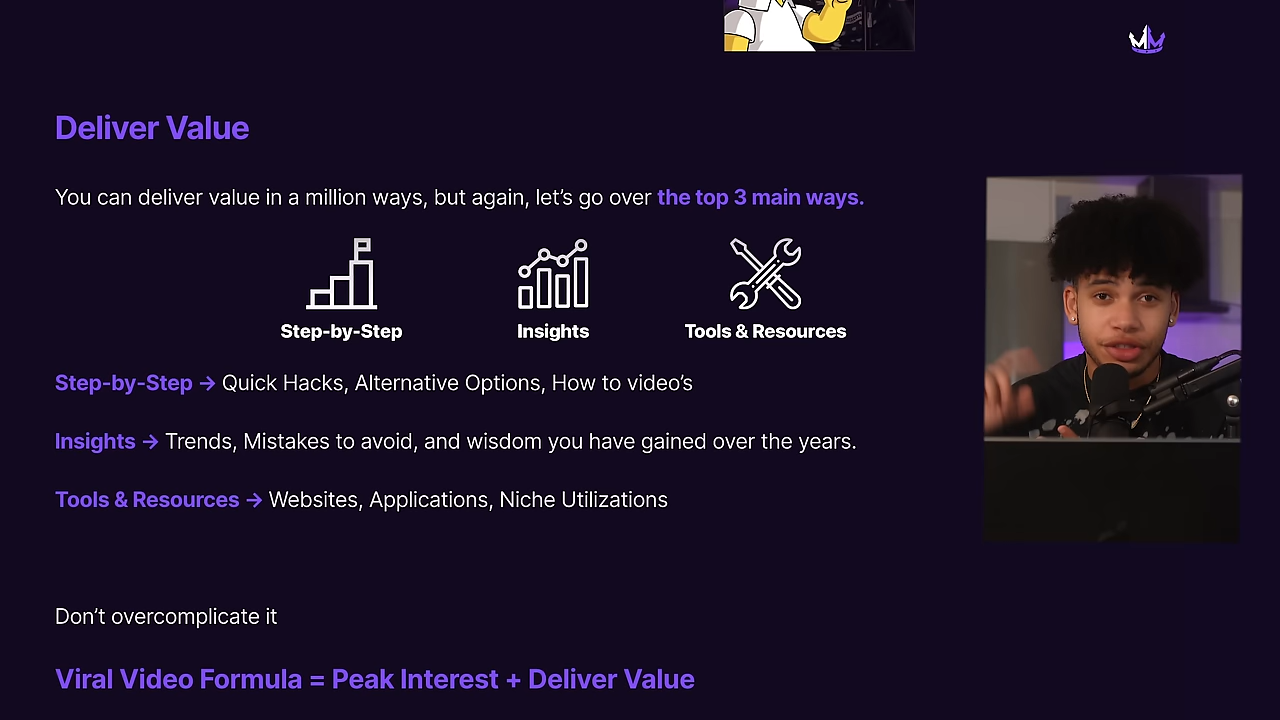 Deliver Value
You can deliver value in a million ways, but again, let’s go over the top 3 main ways.
Step-by-Step
Insights
Tools & Resources
Step-by-Step → Quick Hacks, Alternative Options, How to video’s
Insights → Trends, Mistakes to avoid, and wisdom you have gained over the years.
Tools & Resources → Websites, Applications, Niche Utilizations
Don’t overcomplicate it
Viral Video Formula = Peak Interest + Deliver Value